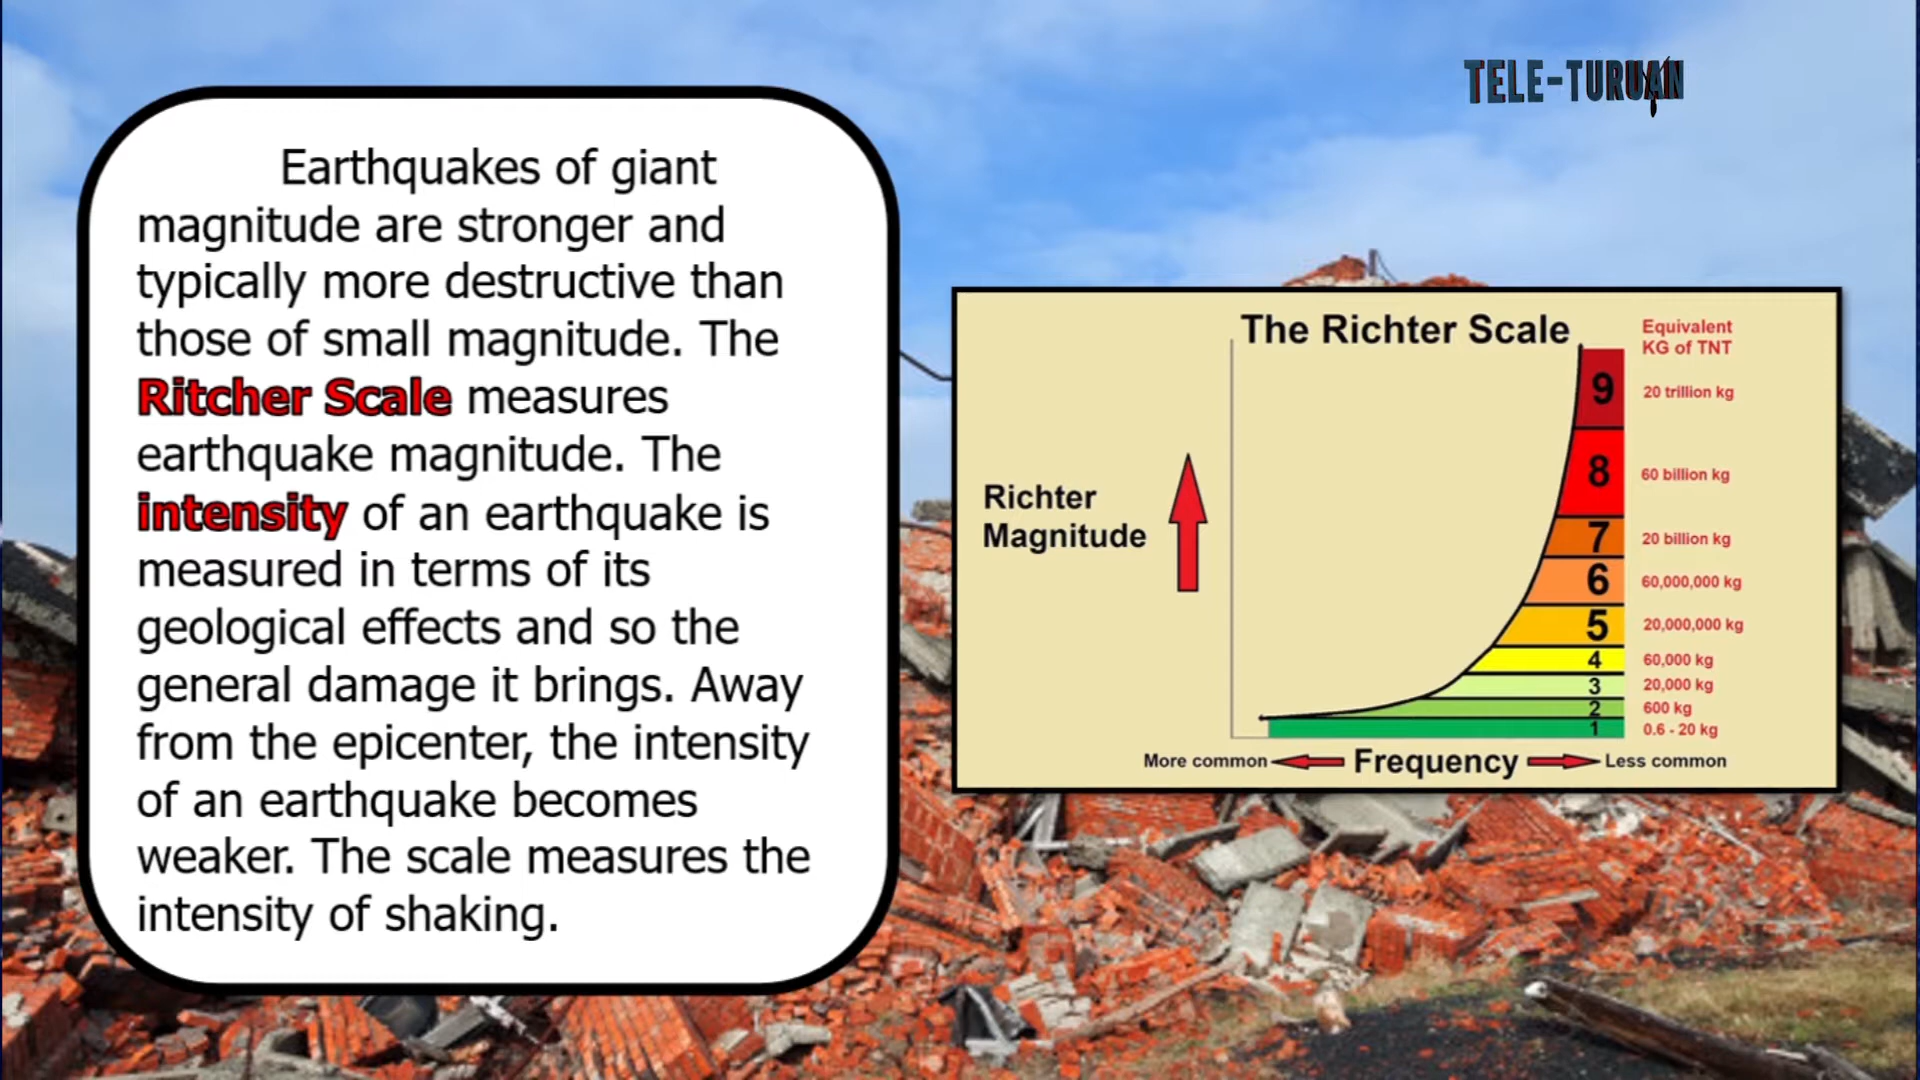 TELE-TURUAN
Earthquakes of giant
magnitude are stronger and
typically more destructive than
those of small magnitude. The
Ritcher Scale measures
earthquake magnitude. The
intensity of an earthquake is
measured in terms of its
geological effects and so the
general damage it brings. Away
from the epicenter, the intensity
of an earthquake becomes
weaker. The scale measures the
intensity of shaking.
The Richter Scale
Equivalent
KG of TNT
9 20 trillion kg
8 60 billion kg
Richter
Magnitude
7 20 billion kg
6 60,000,000 kg
5 20,000,000 kg
4 60,000 kg
3 20,000 kg
2 600 kg
1 0.6 - 20 kg
More common Frequency Less common